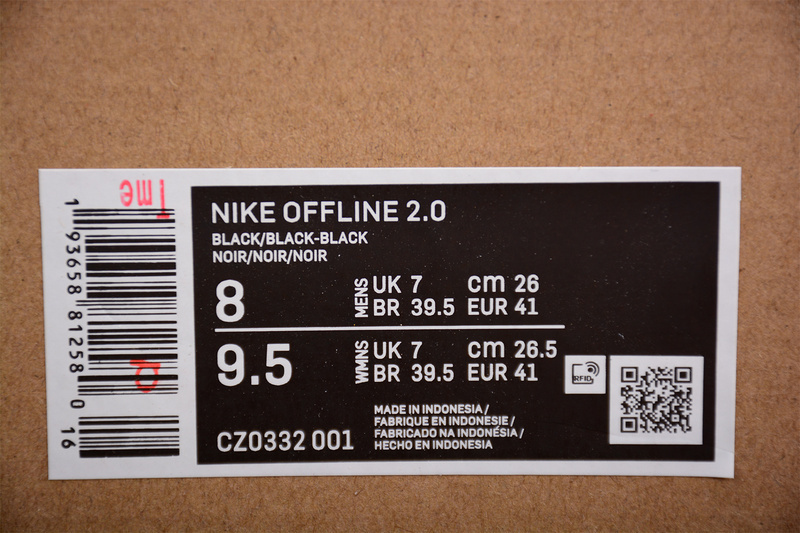 NIKE OFFLINE 2.0
BLACK/BLACK-BLACK
NOIR/NOIR/NOIR
8 MENS UK 7 cm 26
BR 39.5 EUR 41
9.5 WMNS UK 7 cm 26.5
BR 39.5 EUR 41
RFID
CZ0332 001
MADE IN INDONESIA/
FABRIQUE EN INDONESIE/
FABRICADO NA INDONÉSIA/
HECHO EN INDONESIA
1 93658 81258 0 16